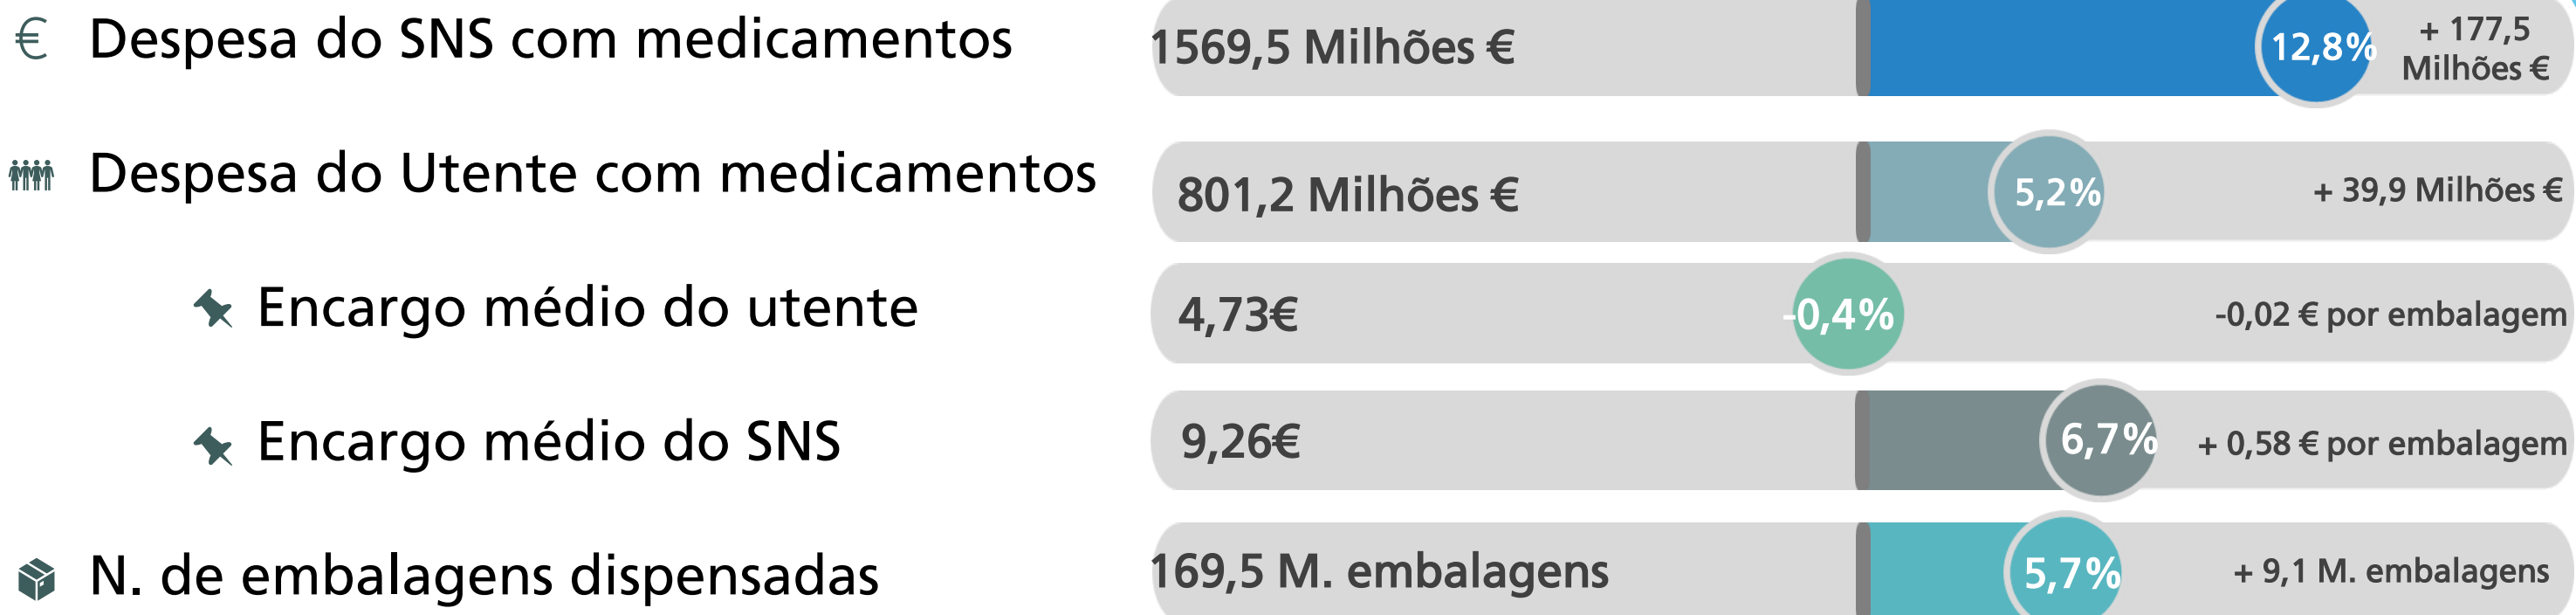 € Despesa do SNS com medicamentos 1569,5 Milhões € 12,8% + 177,5
Milhões €
Despesa do Utente com medicamentos 801,2 Milhões € 5,2% + 39,9 Milhões €
Encargo médio do utente 4,73€ -0,4% -0,02 € por embalagem
Encargo médio do SNS 9,26€ 6,7% + 0,58 € por embalagem
N. de embalagens dispensadas 169,5 M. embalagens 5,7% + 9,1 M. embalagens